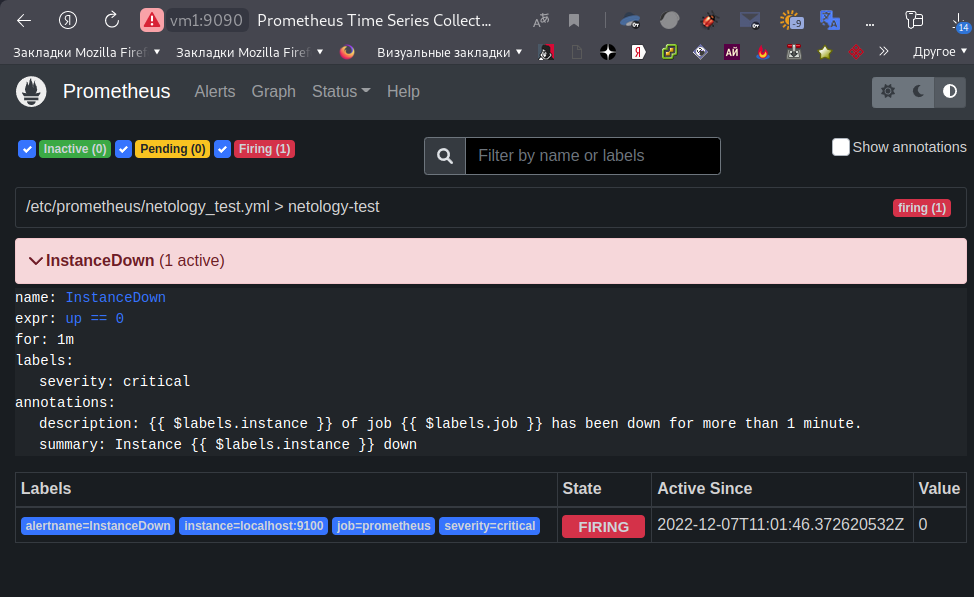 vm1:9090 Prometheus Time Series Collect... -9 ... 14
Закладки Mozilla Firef Закладки Mozilla Firef Визуальные закладки Я АЙ » Другое
Prometheus Alerts Graph Status Help
Inactive (0) Pending (0) Firing (1) Filter by name or labels Show annotations
/etc/prometheus/netology_test.yml > netology-test firing (1)
InstanceDown (1 active)
name: InstanceDown
expr: up == 0
for: 1m
labels:
severity: critical
annotations:
description: {{ $labels.instance }} of job {{ $labels.job }} has been down for more than 1 minute.
summary: Instance {{ $labels.instance }} down
Labels State Active Since Value
alertname=InstanceDown instance=localhost:9100 job=prometheus severity=critical FIRING 2022-12-07T11:01:46.372620532Z 0